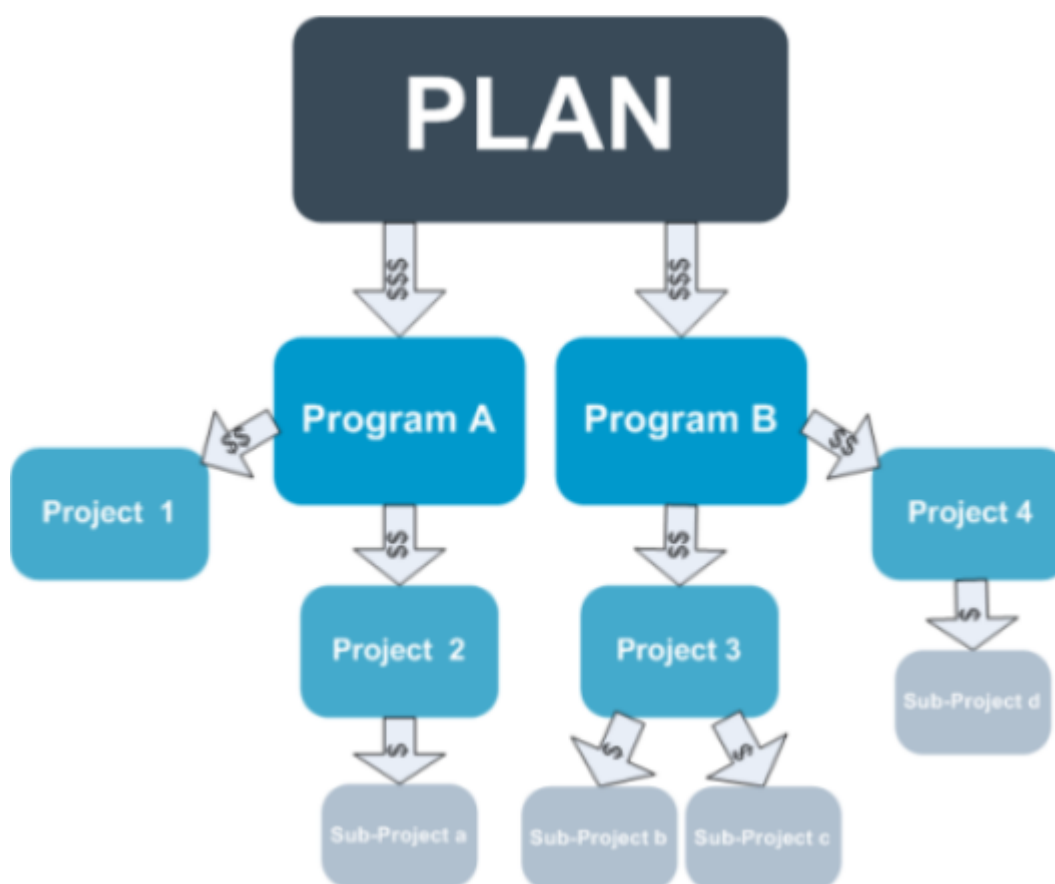 PLAN
$$$
$$$
Program A
Program B
$$
$$
Project  1
$$
$$
Project 4
Project  2
Project 3
$
Sub-Project d
$
$
$
Sub-Project a
Sub-Project b
Sub-Project c